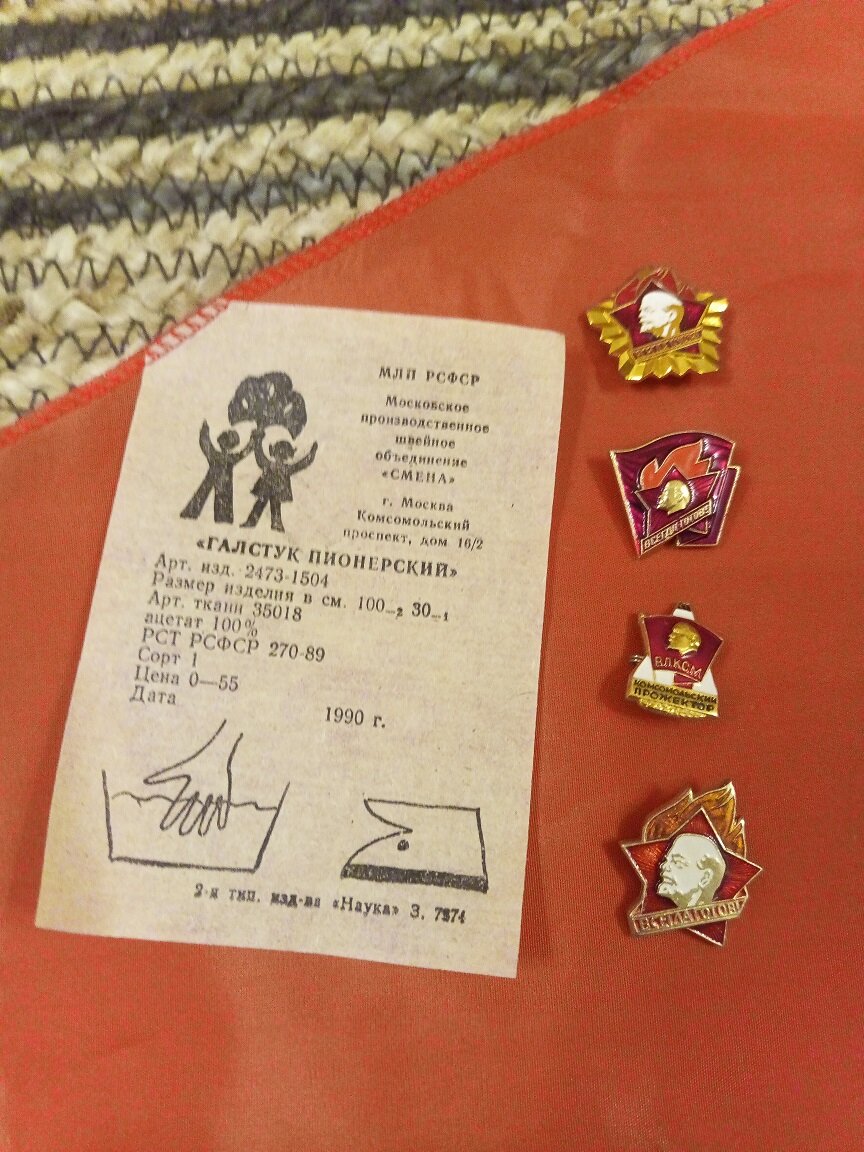 МЛП РСФСР
Московское
производственное
швейное
объединение
«СМЕНА»
г. Москва
Комсомольский
проспект, дом 16/2
«ГАЛСТУК ПИОНЕРСКИЙ»
Арт. изд. 2473-1504
Размер изделия в см. 100–2 30–1
Арт. ткани 35018
ацетат 100%
РСТ РСФСР 270-89
Сорт 1
Цена 0—55
Дата
1990 г.
2-я тип. изд-ва «Наука» З. 7274
ВСЕГДА ГОТОВ!
ВЛКСМ
КОМСОМОЛЬСКИЙ
ПРОЖЕКТОР
ВСЕГДА ГОТОВ!